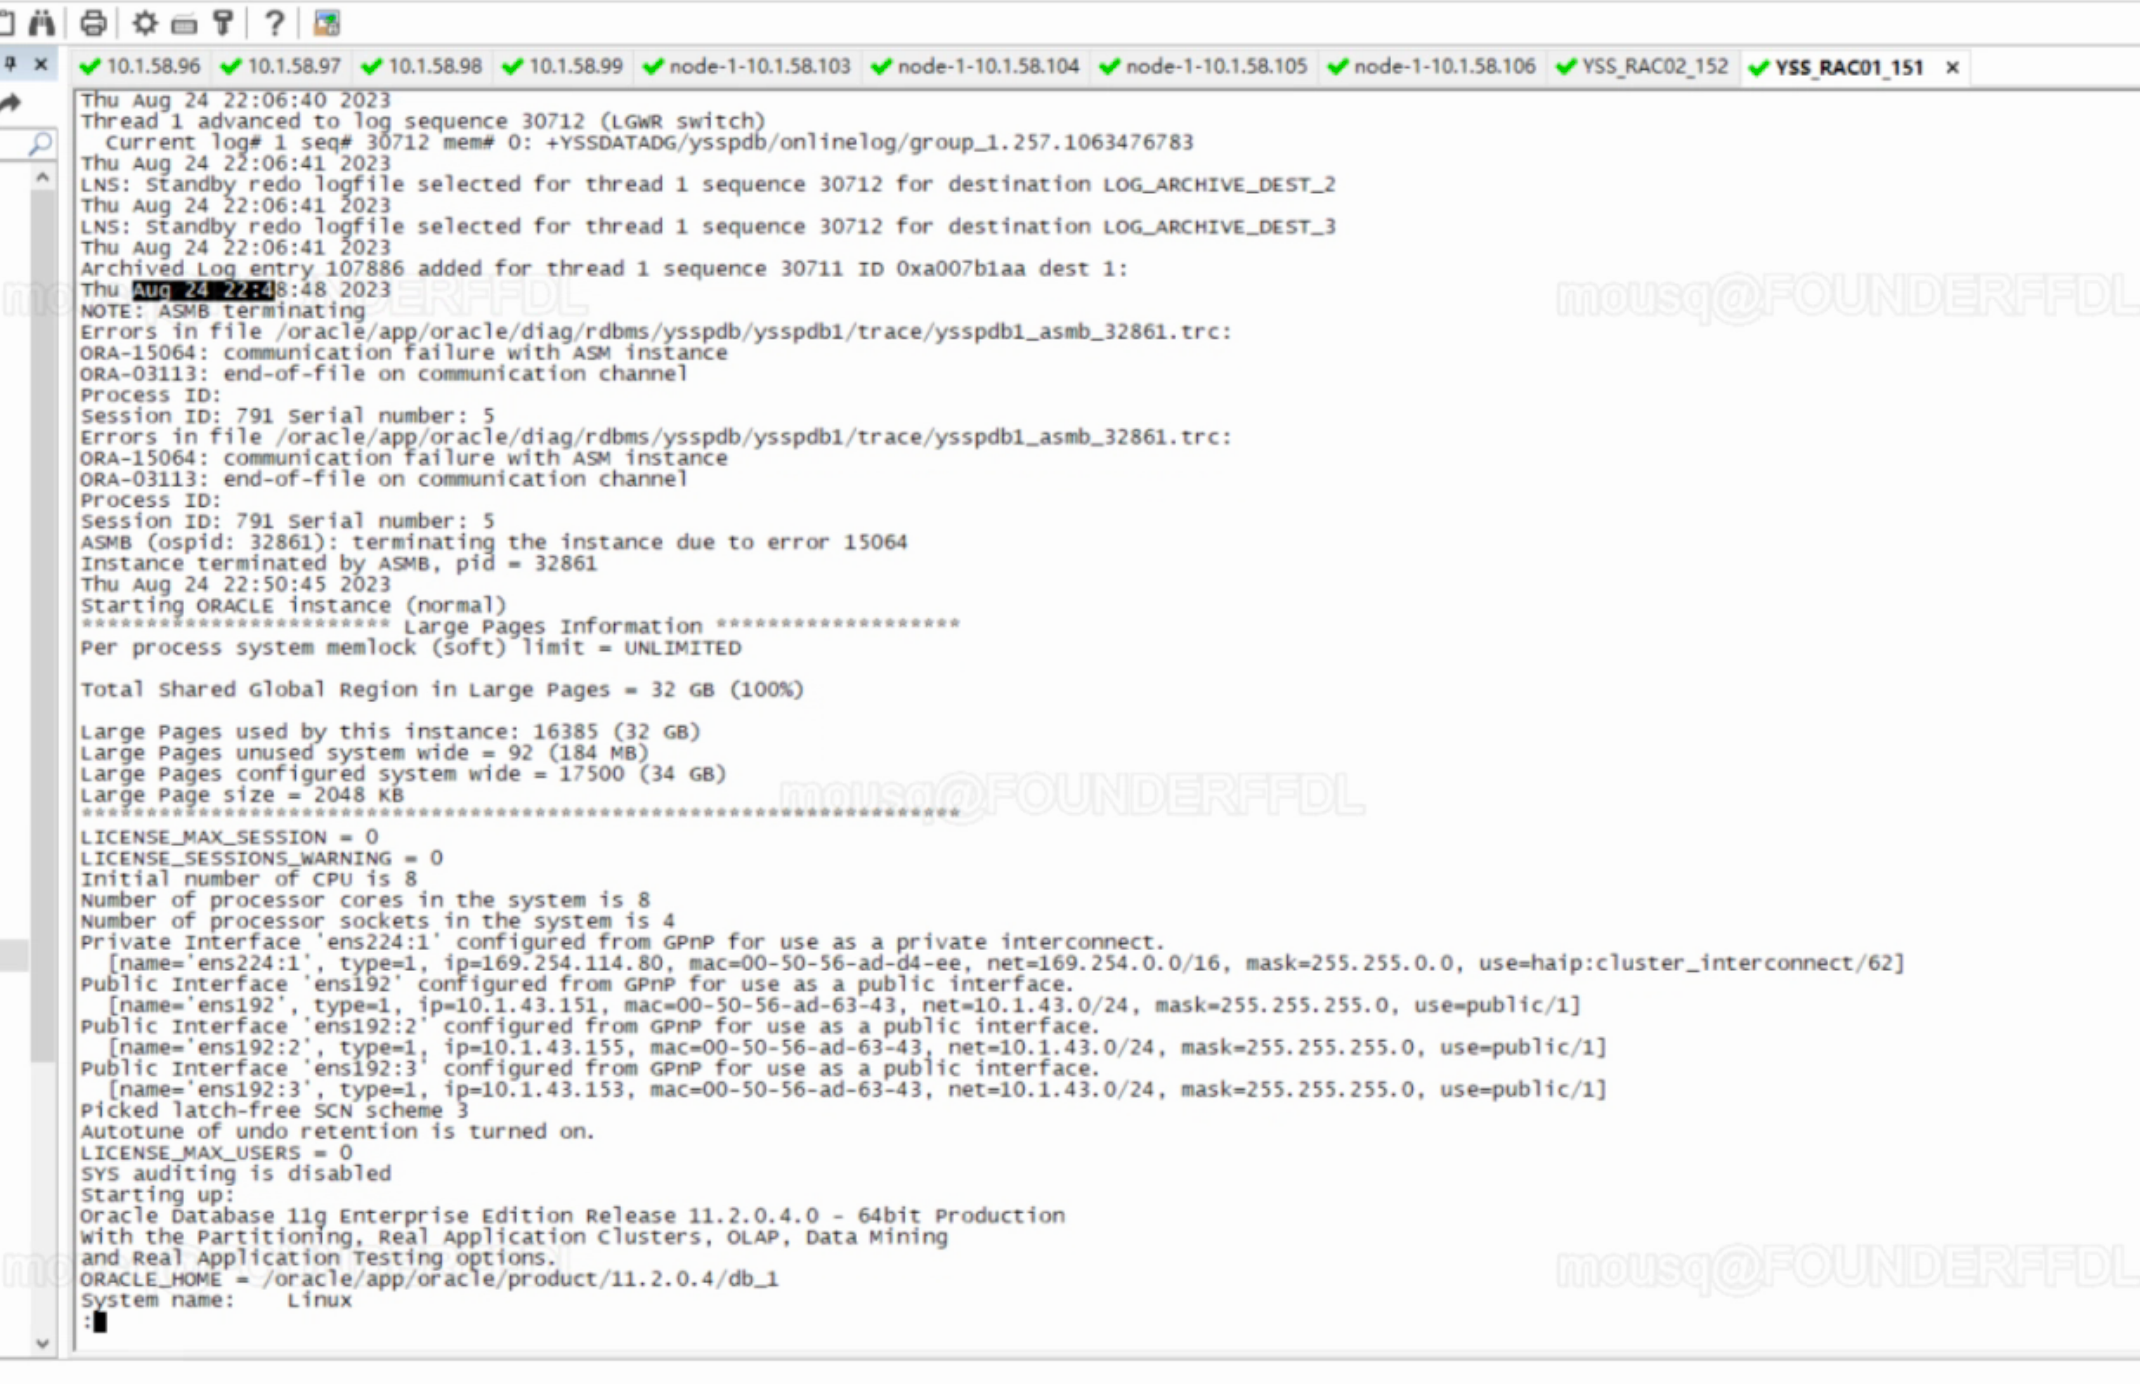 10.1.58.96 10.1.58.97 10.1.58.98 10.1.58.99 node-1-10.1.58.103 node-1-10.1.58.104 node-1-10.1.58.105 node-1-10.1.58.106 YSS_RAC02_152 YSS_RAC01_151 ×
Thu Aug 24 22:06:40 2023
Thread 1 advanced to log sequence 30712 (LGWR switch)
  Current log# 1 seq# 30712 mem# 0: +YSSDATADG/ysspdb/onlinelog/group_1.257.1063476783
Thu Aug 24 22:06:41 2023
LNS: Standby redo logfile selected for thread 1 sequence 30712 for destination LOG_ARCHIVE_DEST_2
Thu Aug 24 22:06:41 2023
LNS: Standby redo logfile selected for thread 1 sequence 30712 for destination LOG_ARCHIVE_DEST_3
Thu Aug 24 22:06:41 2023
Archived Log entry 107886 added for thread 1 sequence 30711 ID 0xa007b1aa dest 1:
Thu Aug 24 22:48:48 2023
NOTE: ASMB terminating
Errors in file /oracle/app/oracle/diag/rdbms/ysspdb/ysspdb1/trace/ysspdb1_asmb_32861.trc:
ORA-15064: communication failure with ASM instance
ORA-03113: end-of-file on communication channel
Process ID:
Session ID: 791 Serial number: 5
Errors in file /oracle/app/oracle/diag/rdbms/ysspdb/ysspdb1/trace/ysspdb1_asmb_32861.trc:
ORA-15064: communication failure with ASM instance
ORA-03113: end-of-file on communication channel
Process ID:
Session ID: 791 Serial number: 5
ASMB (ospid: 32861): terminating the instance due to error 15064
Instance terminated by ASMB, pid = 32861
Thu Aug 24 22:50:45 2023
Starting ORACLE instance (normal)
************************ Large Pages Information *******************
Per process system memlock (soft) limit = UNLIMITED
Total Shared Global Region in Large Pages = 32 GB (100%)
Large Pages used by this instance: 16385 (32 GB)
Large Pages unused system wide = 92 (184 MB)
Large Pages configured system wide = 17500 (34 GB)
Large Page size = 2048 KB
********************************************************************
LICENSE_MAX_SESSION = 0
LICENSE_SESSIONS_WARNING = 0
Initial number of CPU is 8
Number of processor cores in the system is 8
Number of processor sockets in the system is 4
Private Interface 'ens224:1' configured from GPnP for use as a private interconnect.
  [name='ens224:1', type=1, ip=169.254.114.80, mac=00-50-56-ad-d4-ee, net=169.254.0.0/16, mask=255.255.0.0, use=haip:cluster_interconnect/62]
Public Interface 'ens192' configured from GPnP for use as a public interface.
  [name='ens192', type=1, ip=10.1.43.151, mac=00-50-56-ad-63-43, net=10.1.43.0/24, mask=255.255.255.0, use=public/1]
Public Interface 'ens192:2' configured from GPnP for use as a public interface.
  [name='ens192:2', type=1, ip=10.1.43.155, mac=00-50-56-ad-63-43, net=10.1.43.0/24, mask=255.255.255.0, use=public/1]
Public Interface 'ens192:3' configured from GPnP for use as a public interface.
  [name='ens192:3', type=1, ip=10.1.43.153, mac=00-50-56-ad-63-43, net=10.1.43.0/24, mask=255.255.255.0, use=public/1]
Picked latch-free SCN scheme 3
Autotune of undo retention is turned on.
LICENSE_MAX_USERS = 0
SYS auditing is disabled
Starting up:
Oracle Database 11g Enterprise Edition Release 11.2.0.4.0 - 64bit Production
With the Partitioning, Real Application Clusters, OLAP, Data Mining
and Real Application Testing options.
ORACLE_HOME = /oracle/app/oracle/product/11.2.0.4/db_1
System name:    Linux
:
mousq@FOUNDERFFDL
mousq@FOUNDERFFDL
mousq@FOUNDERFFDL